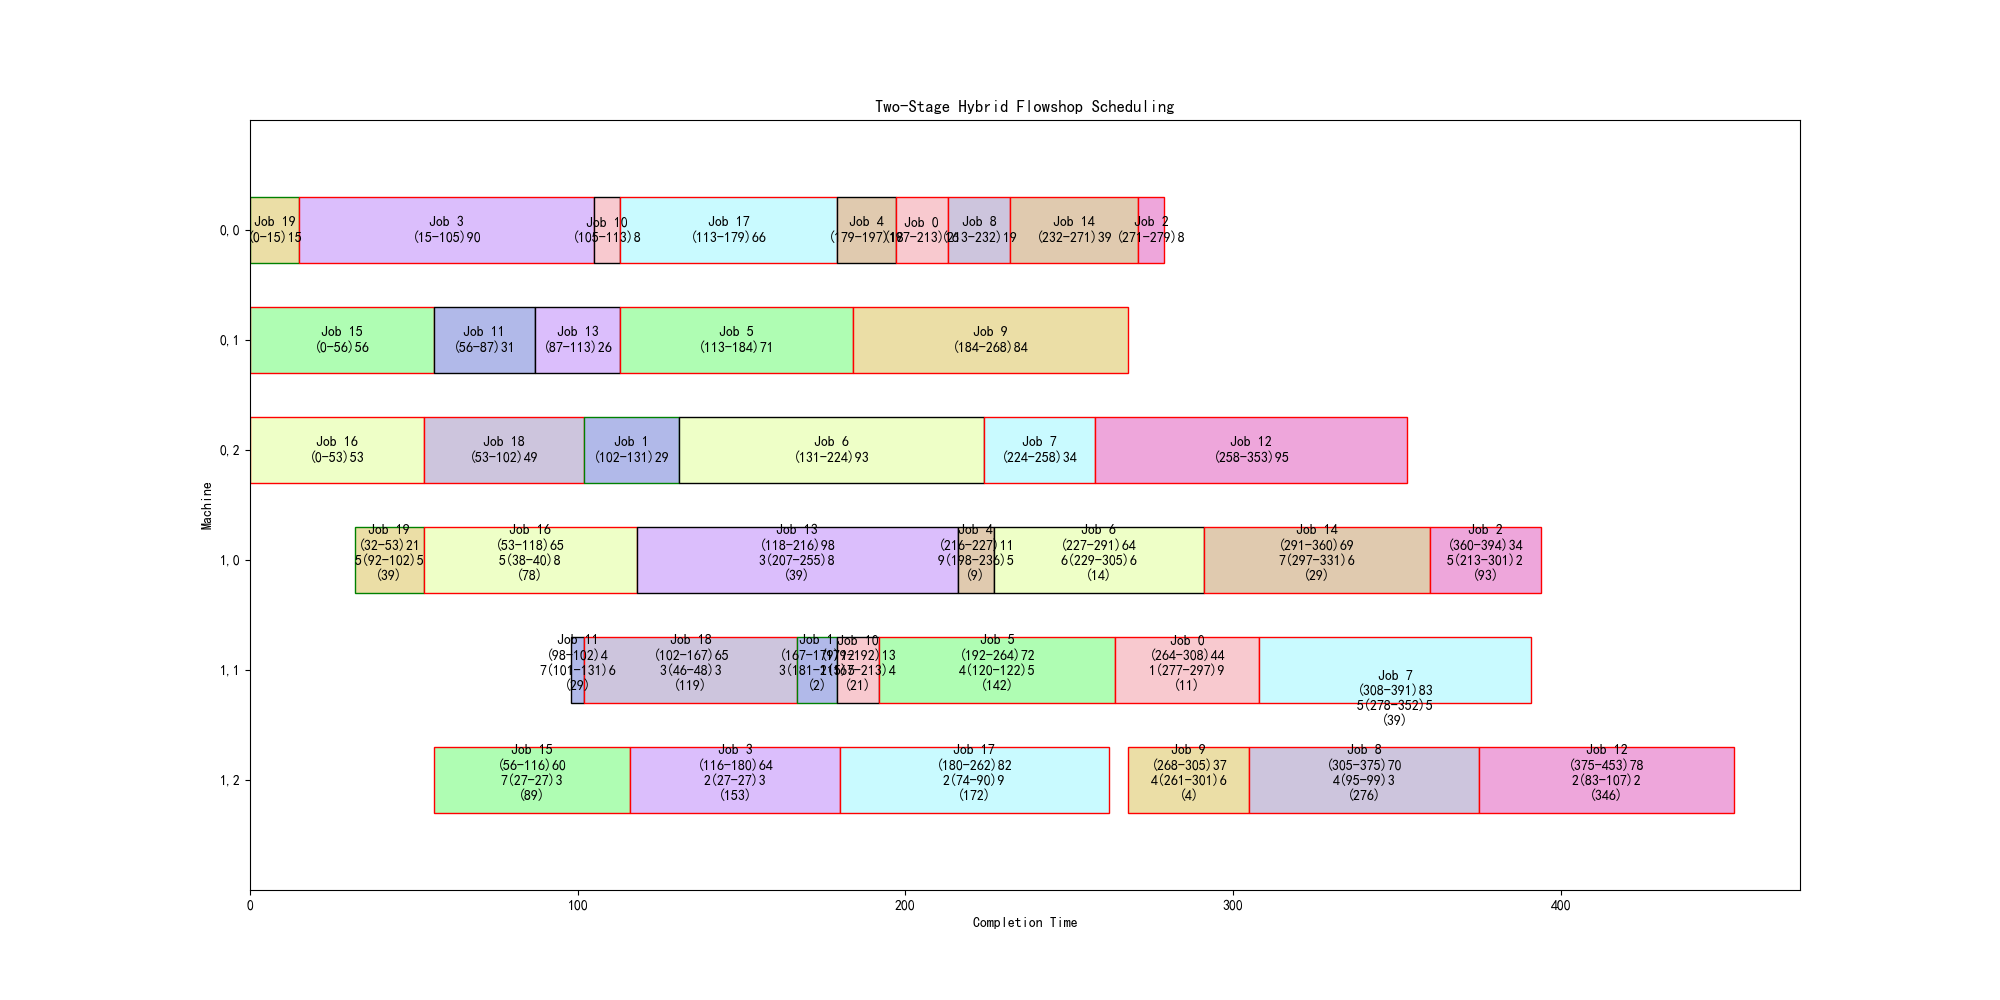 Two-Stage Hybrid Flowshop Scheduling
Machine
0,0
Job 19
(0-15)15
Job 3
(15-105)90
Job 10
(105-113)8
Job 17
(113-179)66
Job 4
(179-197)18
Job 0
(197-213)16
Job 8
(213-232)19
Job 14
(232-271)39
Job 2
(271-279)8
0,1
Job 15
(0-56)56
Job 11
(56-87)31
Job 13
(87-113)26
Job 5
(113-184)71
Job 9
(184-268)84
0,2
Job 16
(0-53)53
Job 18
(53-102)49
Job 1
(102-131)29
Job 6
(131-224)93
Job 7
(224-258)34
Job 12
(258-353)95
1,0
Job 19
(32-53)21
5(92-102)5
(39)
Job 16
(53-118)65
5(38-40)8
(78)
Job 13
(118-216)98
3(207-255)8
(39)
Job 4
(216-227)11
9(198-236)5
(9)
Job 6
(227-291)64
6(229-305)6
(14)
Job 14
(291-360)69
7(297-331)6
(29)
Job 2
(360-394)34
5(213-301)2
(93)
1,1
Job 11
(98-102)4
7(101-131)6
(29)
Job 18
(102-167)65
3(46-48)3
(119)
Job 1
(167-179)12
(2)
Job 10
(179-192)13
(21)
Job 5
(192-264)72
4(120-122)5
(142)
Job 0
(264-308)44
1(277-297)9
(11)
Job 7
(308-391)83
5(278-352)5
(39)
1,2
Job 15
(56-116)60
7(27-27)3
(89)
Job 3
(116-180)64
2(27-27)3
(153)
Job 17
(180-262)82
2(74-90)9
(172)
Job 9
(268-305)37
4(261-301)6
(4)
Job 8
(305-375)70
4(95-99)3
(276)
Job 12
(375-453)78
2(83-107)2
(346)
0
100
200
300
400
Completion Time